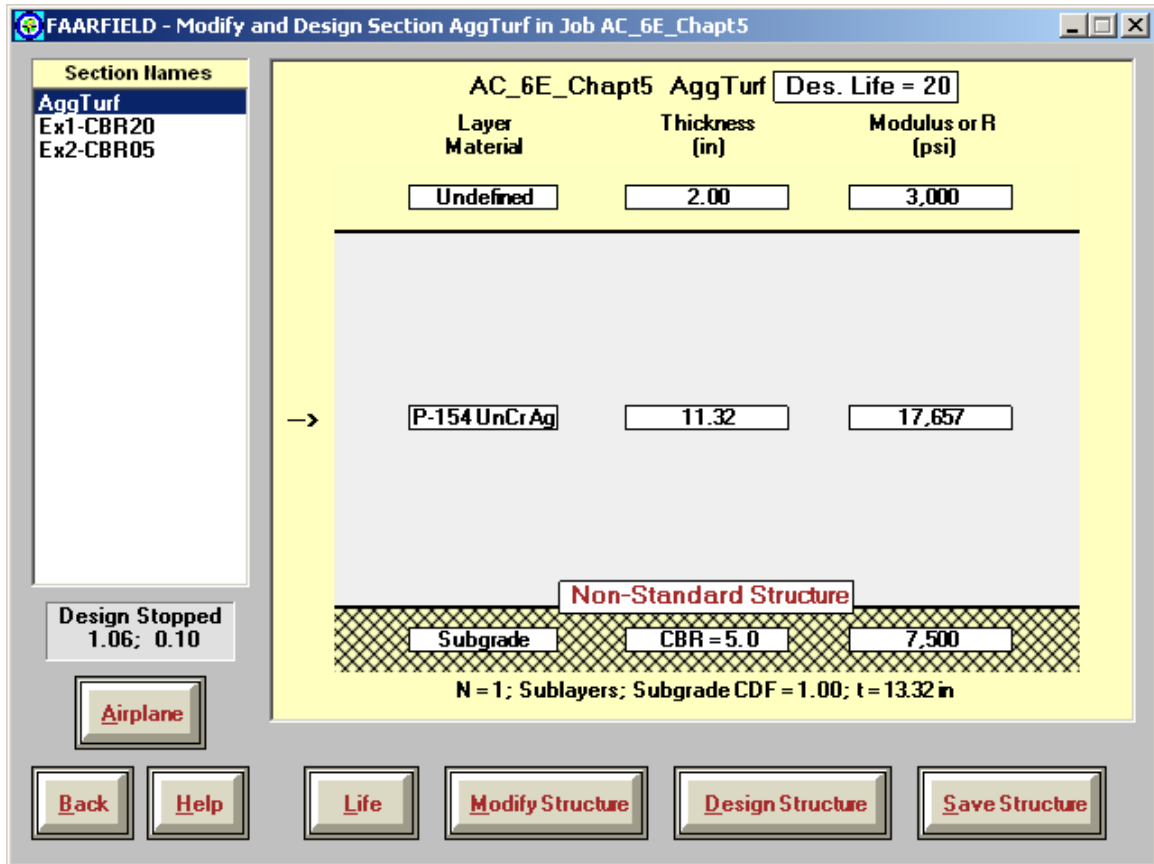 FAARFIELD - Modify and Design Section AggTurf in Job AC_6E_Chapt5
Section Names
AggTurf
Ex1-CBR20
Ex2-CBR05
AC_6E_Chapt5 AggTurf Des. Life = 20
Layer Material Thickness (in) Modulus or R (psi)
Undefined 2.00 3,000
--> P-154 UnCr Ag 11.32 17,657
Non-Standard Structure
Subgrade CBR = 5.0 7,500
N = 1; Sublayers; Subgrade CDF = 1.00; t = 13.32 in
Design Stopped
1.06; 0.10
Airplane
Back Help Life Modify Structure Design Structure Save Structure